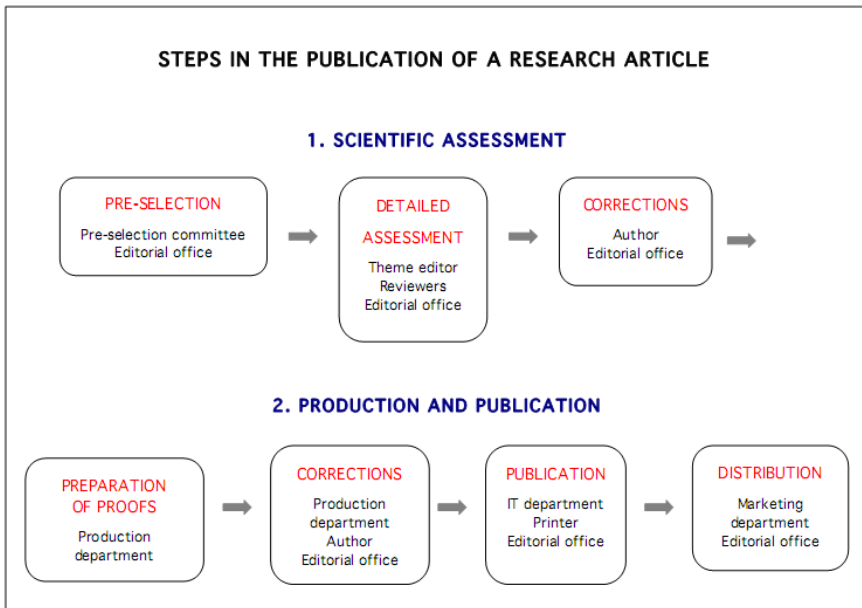 STEPS IN THE PUBLICATION OF A RESEARCH ARTICLE
1. SCIENTIFIC ASSESSMENT
PRE-SELECTION
Pre-selection committee
Editorial office
DETAILED
ASSESSMENT
Theme editor
Reviewers
Editorial office
CORRECTIONS
Author
Editorial office
2. PRODUCTION AND PUBLICATION
PREPARATION
OF PROOFS
Production
department
CORRECTIONS
Production
department
Author
Editorial office
PUBLICATION
IT department
Printer
Editorial office
DISTRIBUTION
Marketing
department
Editorial office